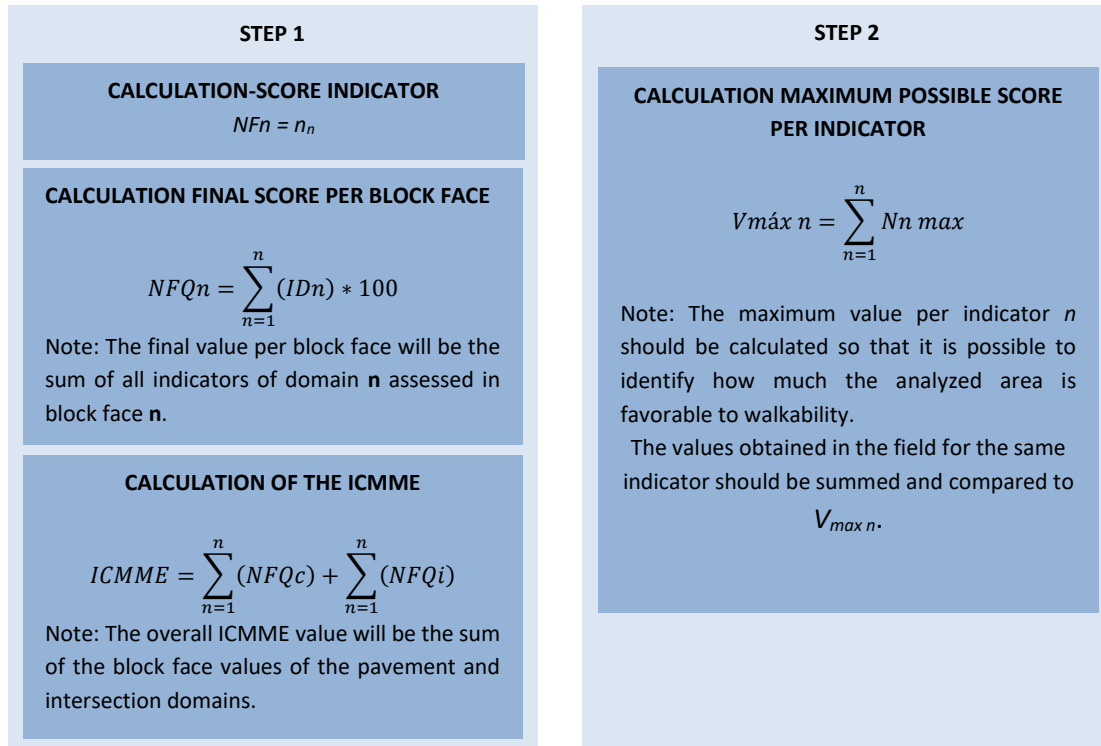 STEP 1
CALCULATION-SCORE INDICATOR
NFn = nₙ
CALCULATION FINAL SCORE PER BLOCK FACE
NFQn = ∑ⁿₙ₌₁ (IDn) ∗ 100
Note: The final value per block face will be the
sum of all indicators of domain n assessed in
block face n.
CALCULATION OF THE ICMME
ICMME = ∑ⁿₙ₌₁ (NFQc) + ∑ⁿₙ₌₁ (NFQi)
Note: The overall ICMME value will be the sum
of the block face values of the pavement and
intersection domains.
STEP 2
CALCULATION MAXIMUM POSSIBLE SCORE
PER INDICATOR
Vmáx n = ∑ⁿₙ₌₁ Nn max
Note: The maximum value per indicator n
should be calculated so that it is possible to
identify how much the analyzed area is
favorable to walkability.
The values obtained in the field for the same
indicator should be summed and compared to
Vmax n.